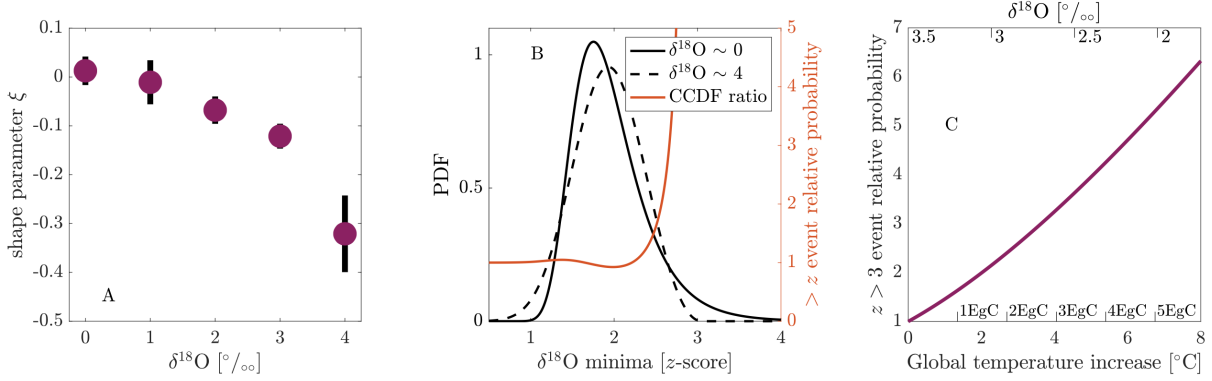 0.1
0
-0.1
-0.2
-0.3
-0.4
-0.5
shape parameter ξ
A
0 1 2 3 4
δ¹⁸O [°/₀₀]
1
0.5
0
PDF
B
δ¹⁸O ∼ 0
δ¹⁸O ∼ 4
CCDF ratio
5
4
3
2
1
0
> z event relative probability
1 2 3 4
δ¹⁸O minima [z-score]
δ¹⁸O [°/₀₀]
3.5 3 2.5 2
7
6
5
4
3
2
1
z > 3 event relative probability
C
1EgC 2EgC 3EgC 4EgC 5EgC
0 2 4 6 8
Global temperature increase [°C]